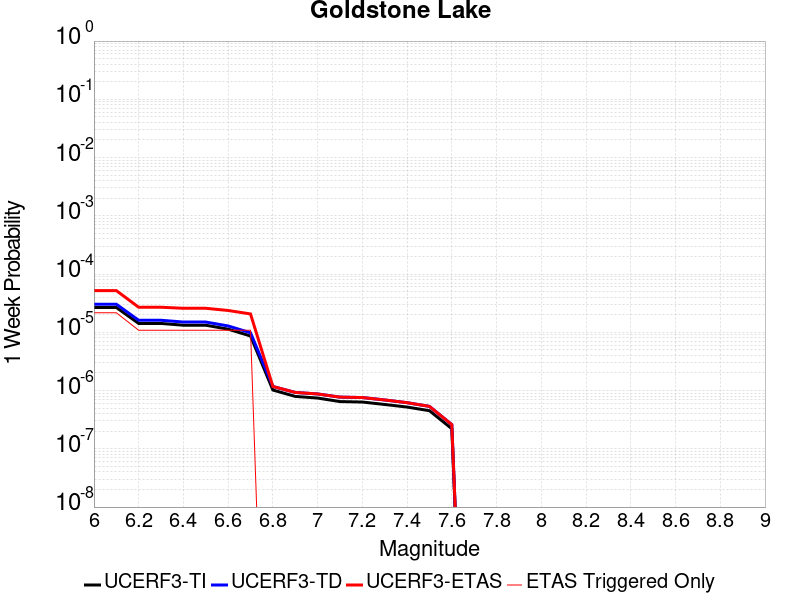 Goldstone Lake
10^0
10^-1
10^-2
10^-3
10^-4
10^-5
10^-6
10^-7
10^-8
1 Week Probability
6 6.2 6.4 6.6 6.8 7 7.2 7.4 7.6 7.8 8 8.2 8.4 8.6 8.8 9
Magnitude
UCERF3-TI UCERF3-TD UCERF3-ETAS ETAS Triggered Only